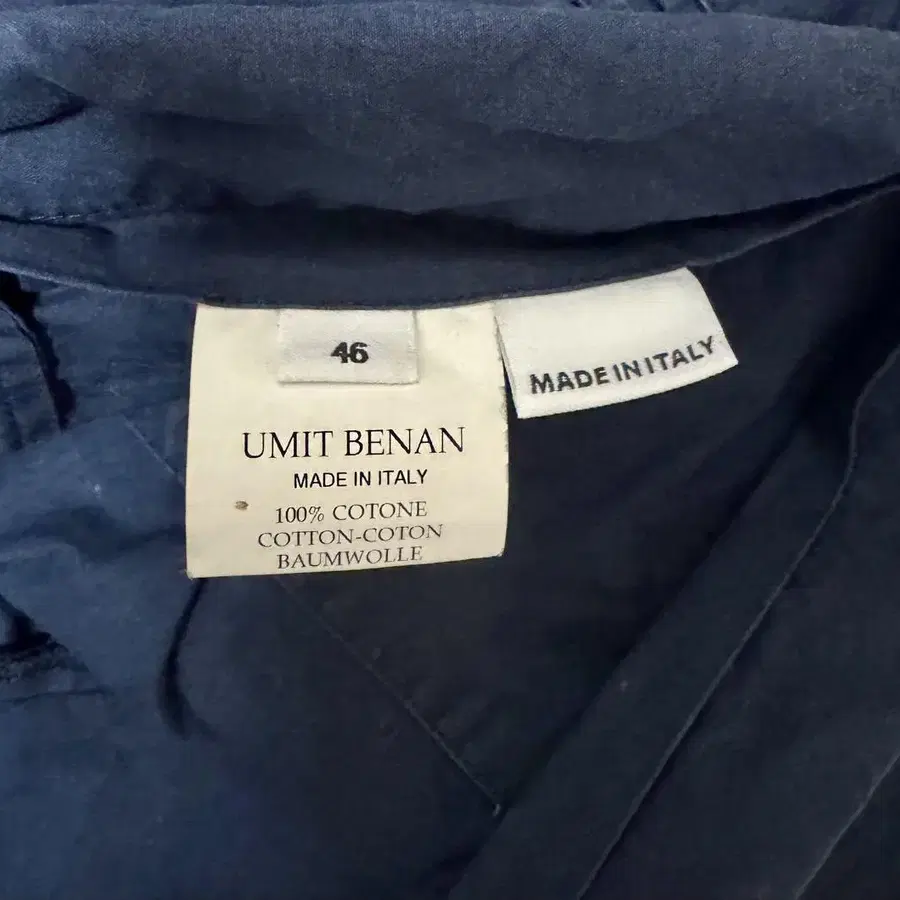 46
UMIT BENAN
MADE IN ITALY
100% COTONE
COTTON-COTON
BAUMWOLLE
MADE IN ITALY